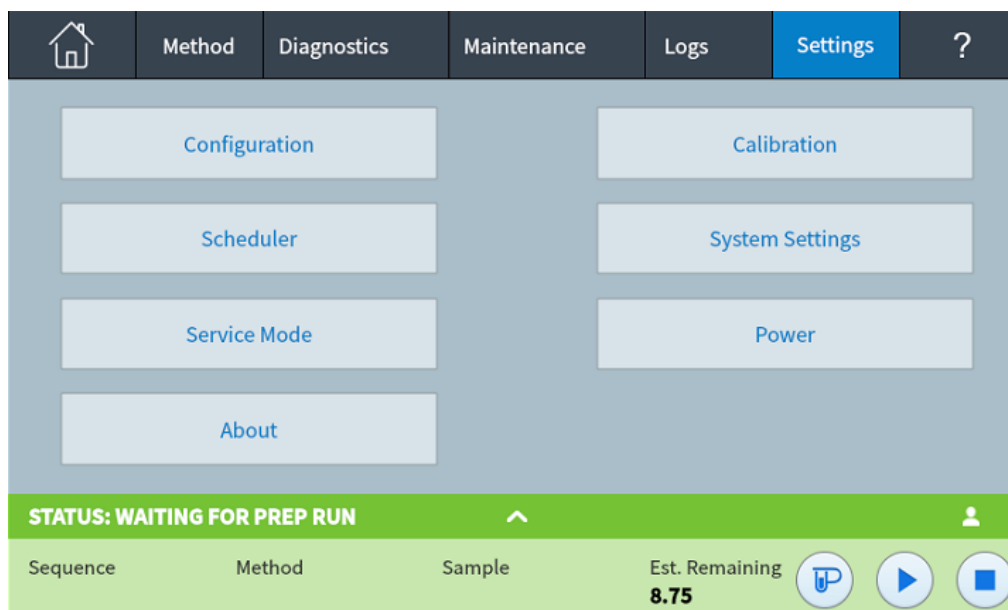 Method Diagnostics Maintenance Logs Settings ?
Configuration Calibration
Scheduler System Settings
Service Mode Power
About
STATUS: WAITING FOR PREP RUN
Sequence Method Sample Est. Remaining
8.75